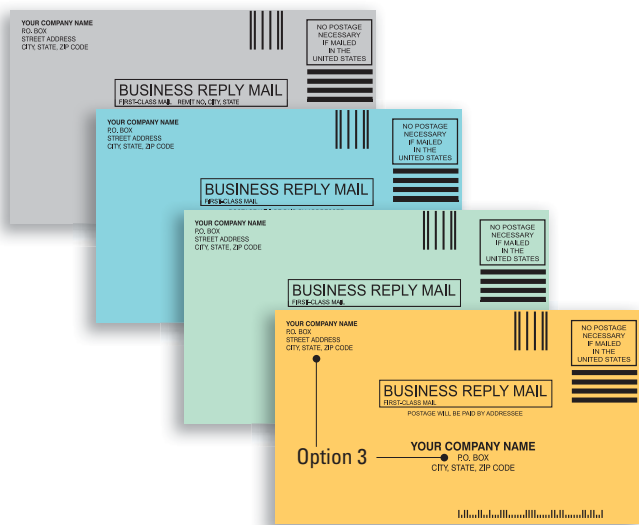 YOUR COMPANY NAME
P.O. BOX
STREET ADDRESS
CITY, STATE, ZIP CODE
NO POSTAGE
NECESSARY
IF MAILED
IN THE
UNITED STATES
BUSINESS REPLY MAIL
FIRST-CLASS MAIL REMIT NO, CITY, STATE
YOUR COMPANY NAME
P.O. BOX
STREET ADDRESS
CITY, STATE, ZIP CODE
NO POSTAGE
NECESSARY
IF MAILED
IN THE
UNITED STATES
BUSINESS REPLY MAIL
FIRST-CLASS MAIL
YOUR COMPANY NAME
P.O. BOX
STREET ADDRESS
CITY, STATE, ZIP CODE
NO POSTAGE
NECESSARY
IF MAILED
IN THE
UNITED STATES
BUSINESS REPLY MAIL
FIRST-CLASS MAIL
YOUR COMPANY NAME
P.O. BOX
STREET ADDRESS
CITY, STATE, ZIP CODE
NO POSTAGE
NECESSARY
IF MAILED
IN THE
UNITED STATES
BUSINESS REPLY MAIL
FIRST-CLASS MAIL
POSTAGE WILL BE PAID BY ADDRESSEE
YOUR COMPANY NAME
Option 3
P.O. BOX
CITY, STATE, ZIP CODE